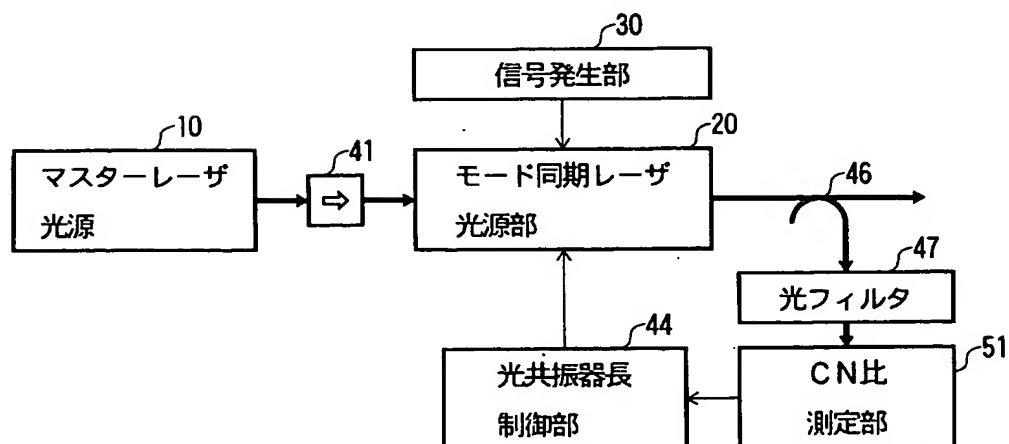 30
信号発生部
10
マスターレーザ
光源
41
20
モード同期レーザ
光源部
46
47
光フィルタ
44
光共振器長
制御部
51
CN比
測定部